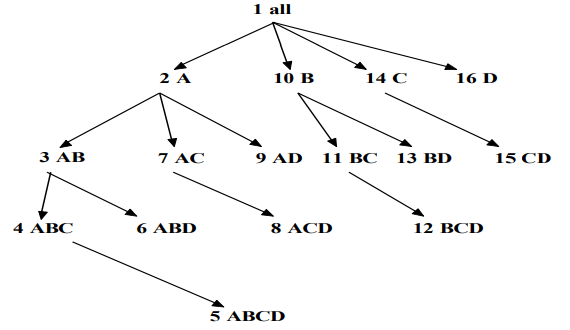 1 all
2 A
10 B
14 C
16 D
3 AB
7 AC
9 AD
11 BC
13 BD
15 CD
4 ABC
6 ABD
8 ACD
12 BCD
5 ABCD